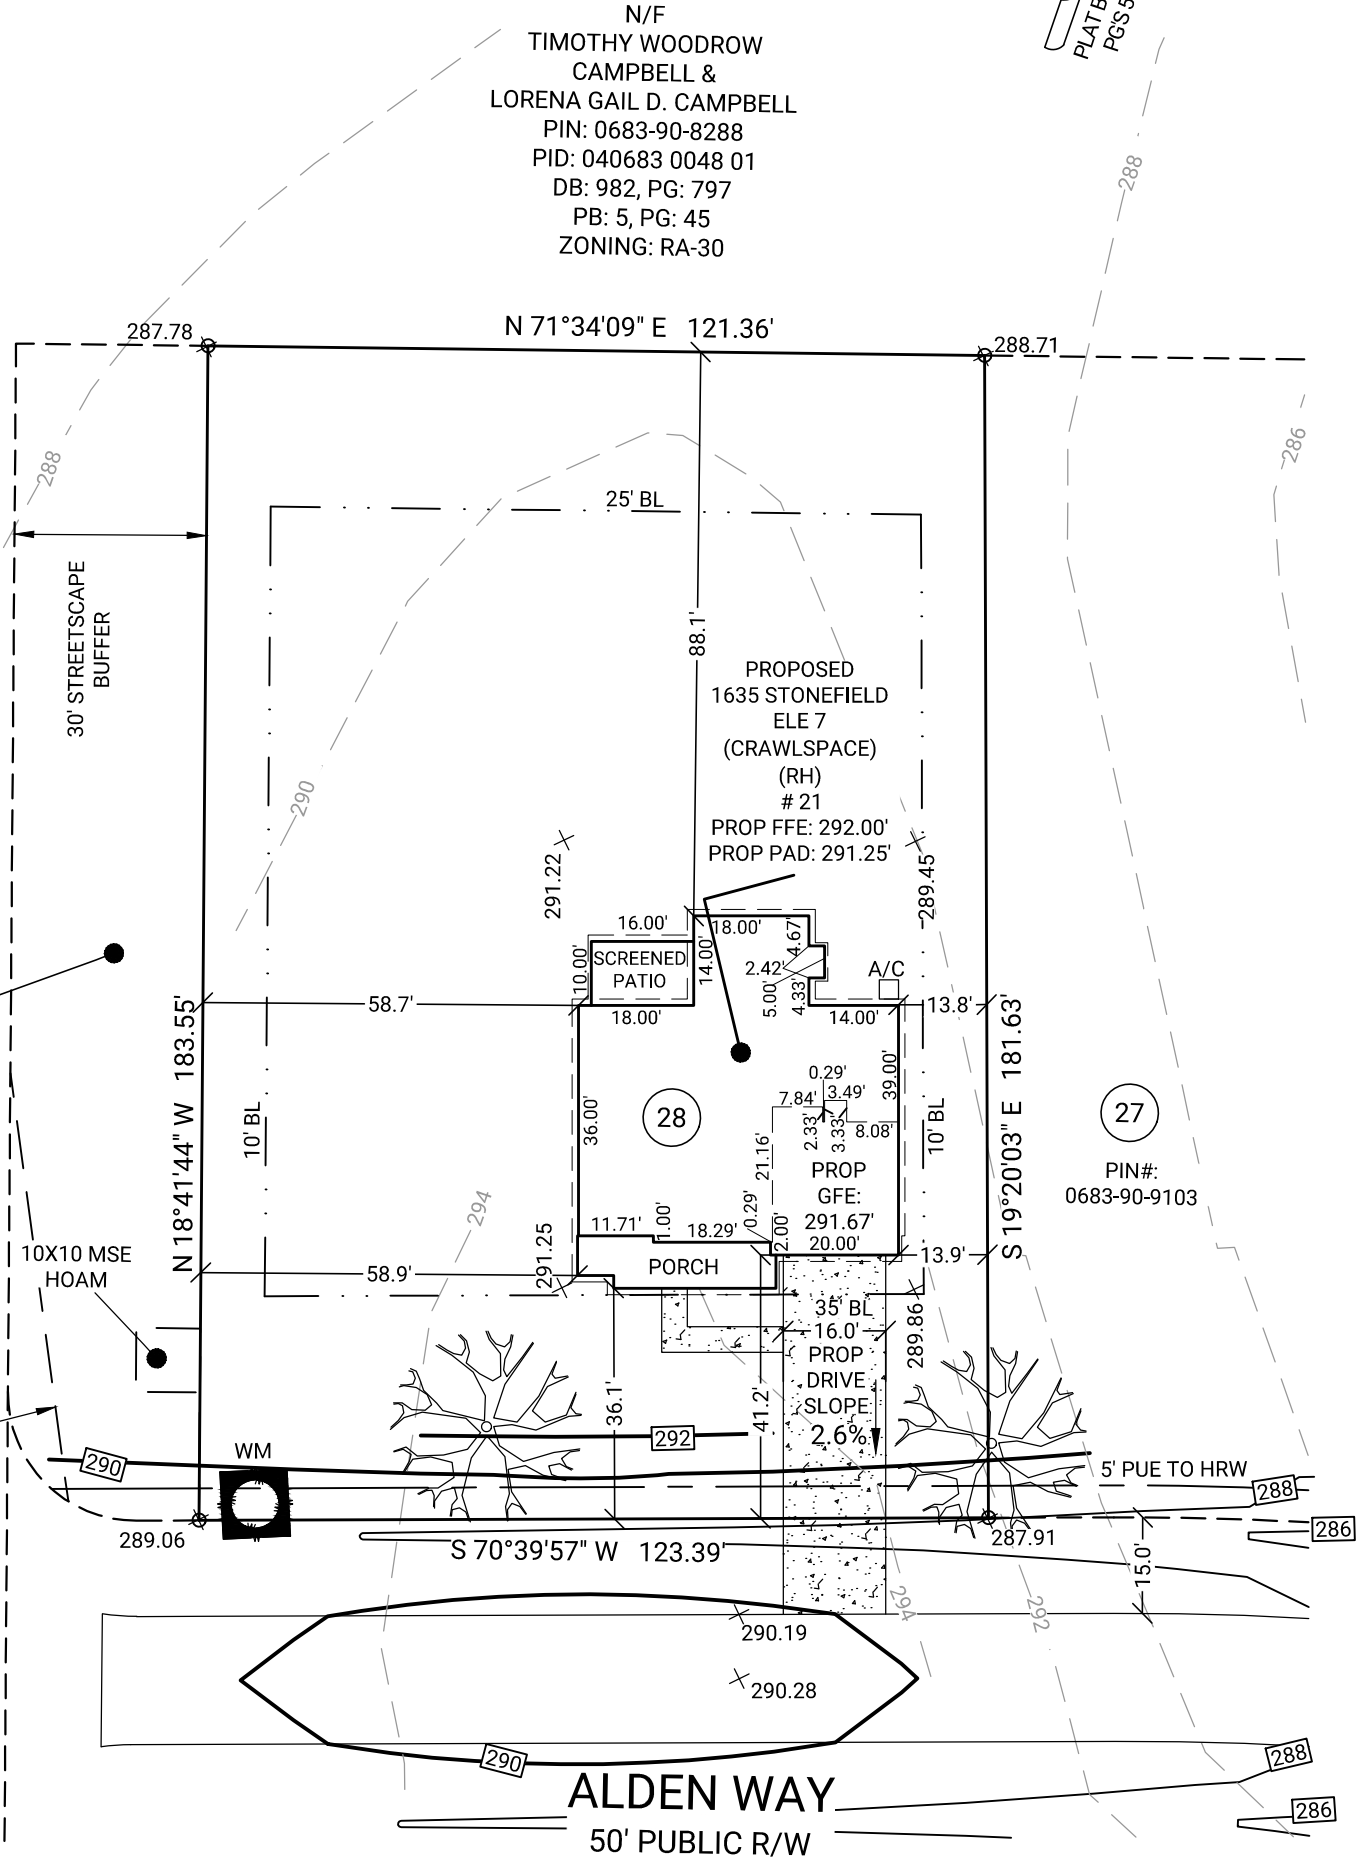 N/F
TIMOTHY WOODROW
CAMPBELL &
LORENA GAIL D. CAMPBELL
PIN: 0683-90-8288
PID: 040683 0048 01
DB: 982, PG: 797
PB: 5, PG: 45
ZONING: RA-30
PLAT B
PG'S 5
288
N 71°34'09" E 121.36'
287.78
288.71
288
286
25' BL
30' STREETSCAPE
BUFFER
88.1'
PROPOSED
1635 STONEFIELD
ELE 7
(CRAWLSPACE)
(RH)
# 21
PROP FFE: 292.00'
PROP PAD: 291.25'
290
291.22
289.45
16.00'
18.00'
4.67'
10.00'
SCREENED
PATIO
14.00'
2.42'
5.00'
4.33'
A/C
58.7'
18.00'
14.00'
13.8'
N 18°41'44" W 183.55'
S 19°20'03" E 181.63'
10' BL
36.00'
28
0.29'
7.84'
3.49'
2.33'
3.33'
8.08'
39.00'
10' BL
27
PIN#:
0683-90-9103
21.16'
PROP
GFE:
291.67'
20.00'
294
11.71'
1.00'
18.29'
0.29'
2.00'
PORCH
13.9'
291.25
10X10 MSE
HOAM
58.9'
35' BL
16.0'
289.86
PROP
DRIVE
SLOPE
2.6%
36.1'
41.2'
292
290
WM
5' PUE TO HRW
288
286
289.06
287.91
S 70°39'57" W 123.39'
15.0'
294
292
290.19
290.28
290
288
286
ALDEN WAY
50' PUBLIC R/W